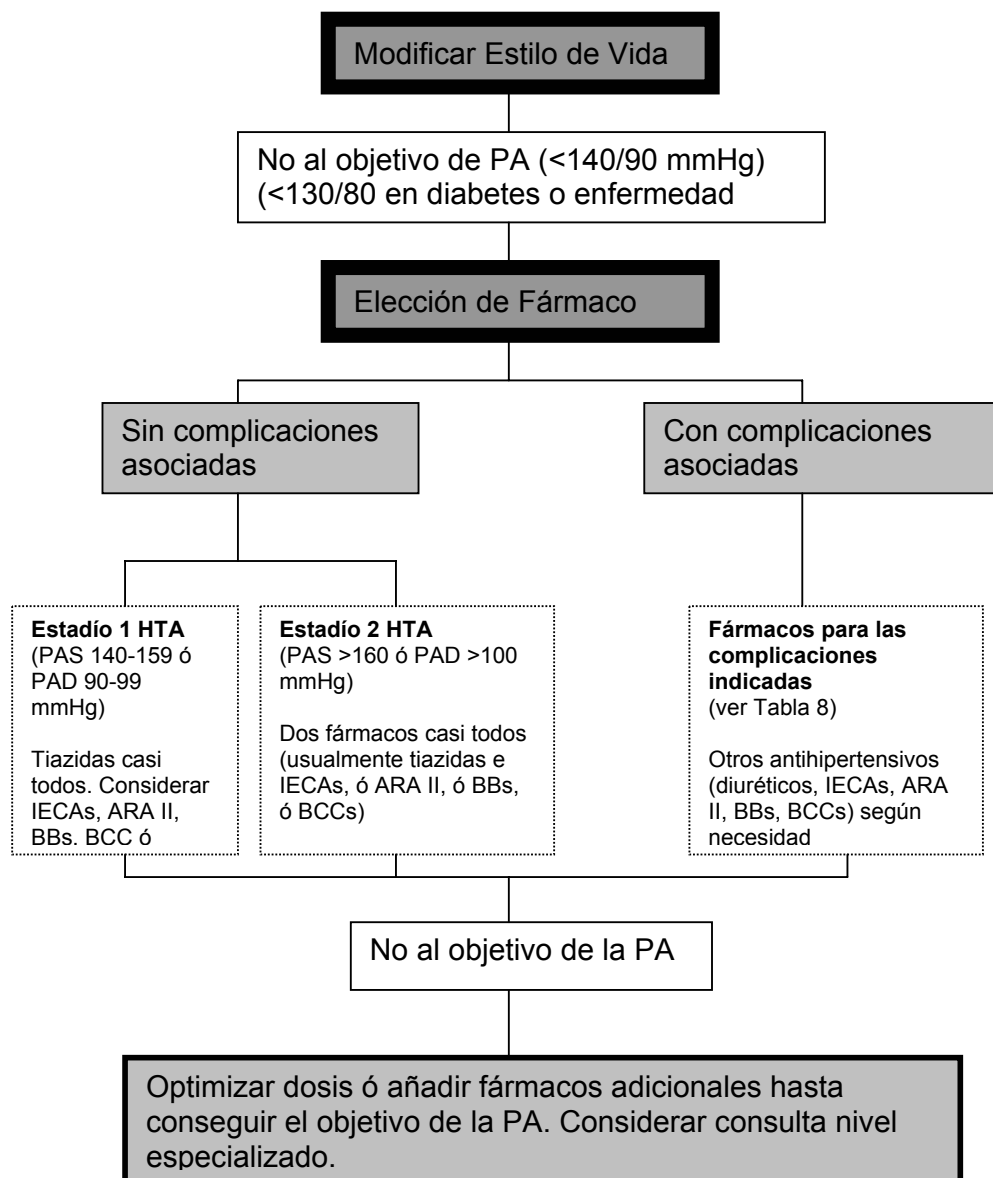 Modificar Estilo de Vida
No al objetivo de PA (<140/90 mmHg)
(<130/80 en diabetes o enfermedad
Elección de Fármaco
Sin complicaciones
asociadas
Con complicaciones
asociadas
Estadío 1 HTA
(PAS 140-159 ó
PAD 90-99
mmHg)
Tiazidas casi
todos. Considerar
IECAs, ARA II,
BBs. BCC ó
Estadío 2 HTA
(PAS >160 ó PAD >100
mmHg)
Dos fármacos casi todos
(usualmente tiazidas e
IECAs, ó ARA II, ó BBs,
ó BCCs)
Fármacos para las
complicaciones
indicadas
(ver Tabla 8)
Otros antihipertensivos
(diuréticos, IECAs, ARA
II, BBs, BCCs) según
necesidad
No al objetivo de la PA
Optimizar dosis ó añadir fármacos adicionales hasta
conseguir el objetivo de la PA. Considerar consulta nivel
especializado.